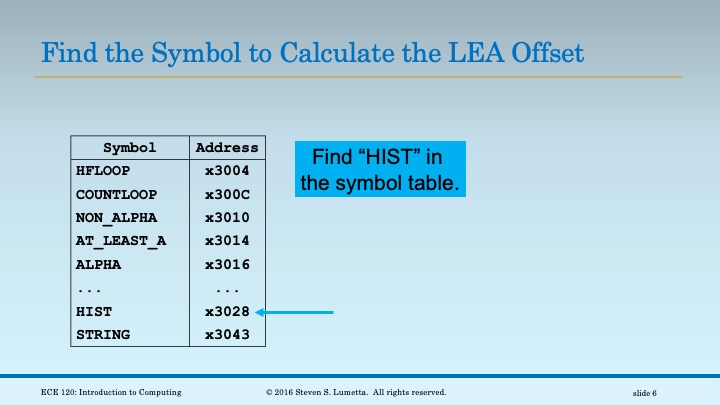 Find the Symbol to Calculate the LEA Offset
Symbol Address
HFLOOP x3004
COUNTLOOP x300C
NON_ALPHA x3010
AT_LEAST_A x3014
ALPHA x3016
... ...
HIST x3028
STRING x3043
Find “HIST” in
the symbol table.
ECE 120: Introduction to Computing © 2016 Steven S. Lumetta. All rights reserved. slide 6